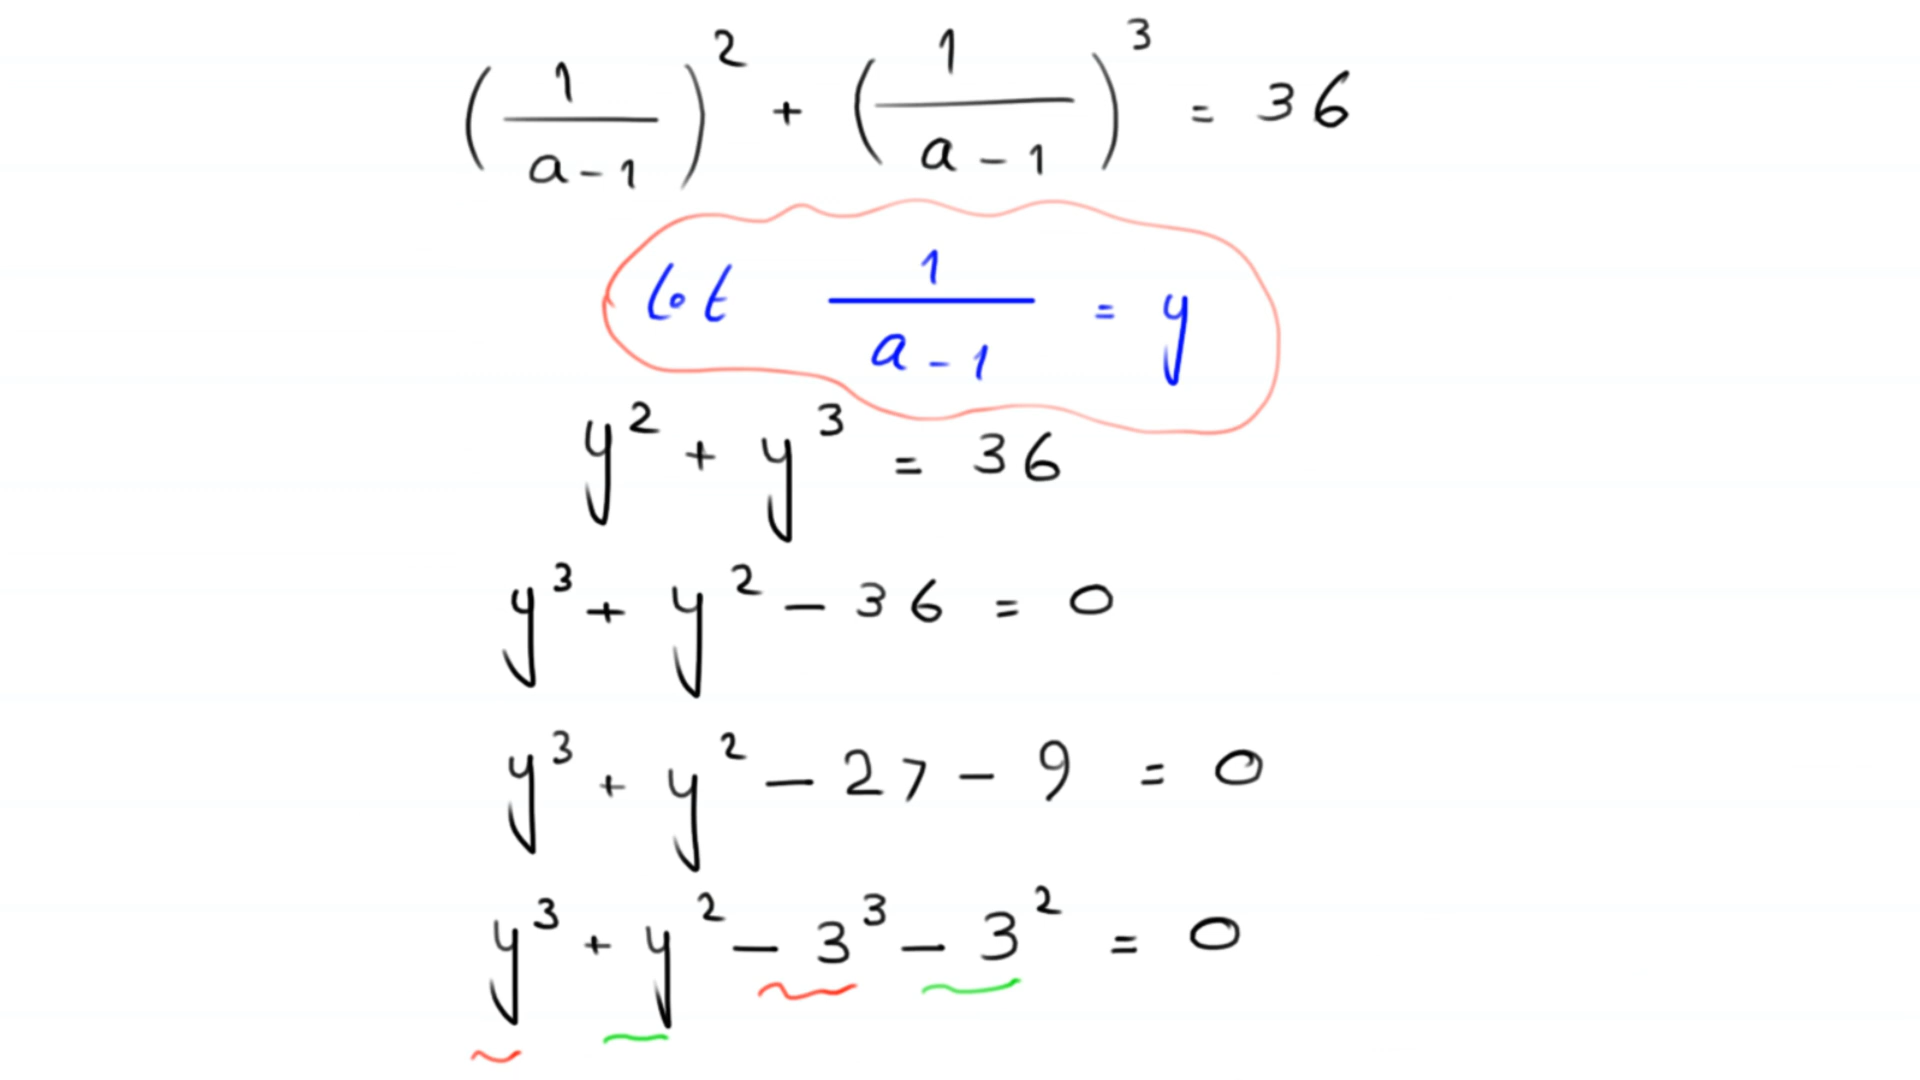 (1/(a-1))² + (1/(a-1))³ = 36
let 1/(a-1) = y
y² + y³ = 36
y³ + y² - 36 = 0
y³ + y² - 27 - 9 = 0
y³ + y² - 3³ - 3² = 0